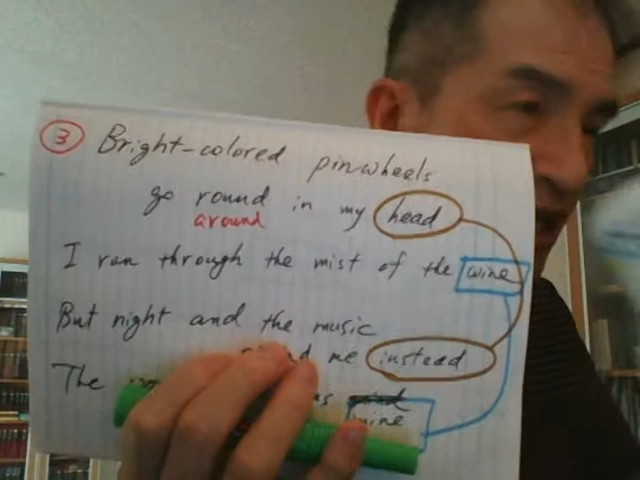 3 Bright-colored pinwheels
go round in my head
around
I ran through the mist of the wine
But night and the music
me instead
The
wine